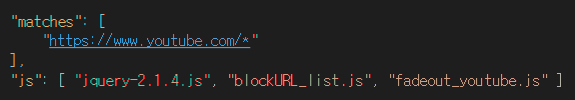 "matches": [
"https://www.youtube.com/*"
],
"js": [ "jquery-2.1.4.js", "blockURL_list.js", "fadeout_youtube.js" ]